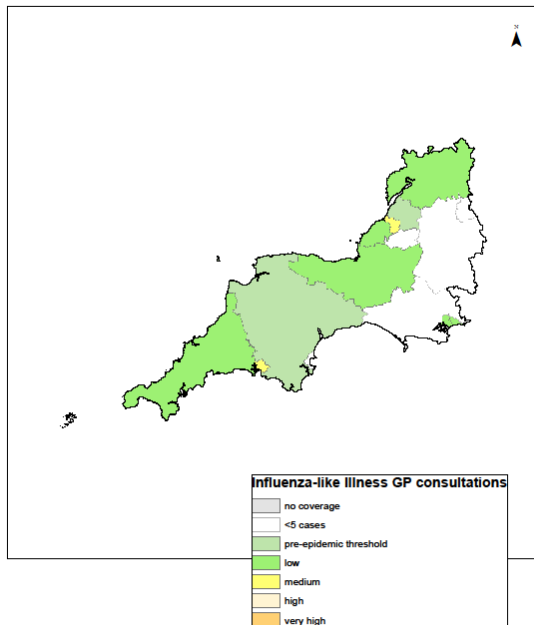 N
Influenza-like Illness GP consultations
no coverage
<5 cases
pre-epidemic threshold
low
medium
high
very high